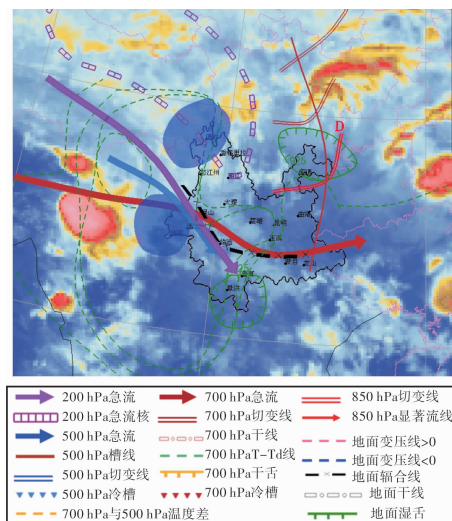 D
200 hPa急流
200 hPa急流核
500 hPa急流
500 hPa槽线
500 hPa切变线
500 hPa冷槽
700 hPa与500 hPa温度差
700 hPa急流
700 hPa切变线
700 hPa干线
700 hPaT-Td线
700 hPa干舌
700 hPa冷槽
850 hPa切变线
850 hPa显著流线
地面变压线>0
地面变压线<0
地面辐合线
地面干线
地面湿舌